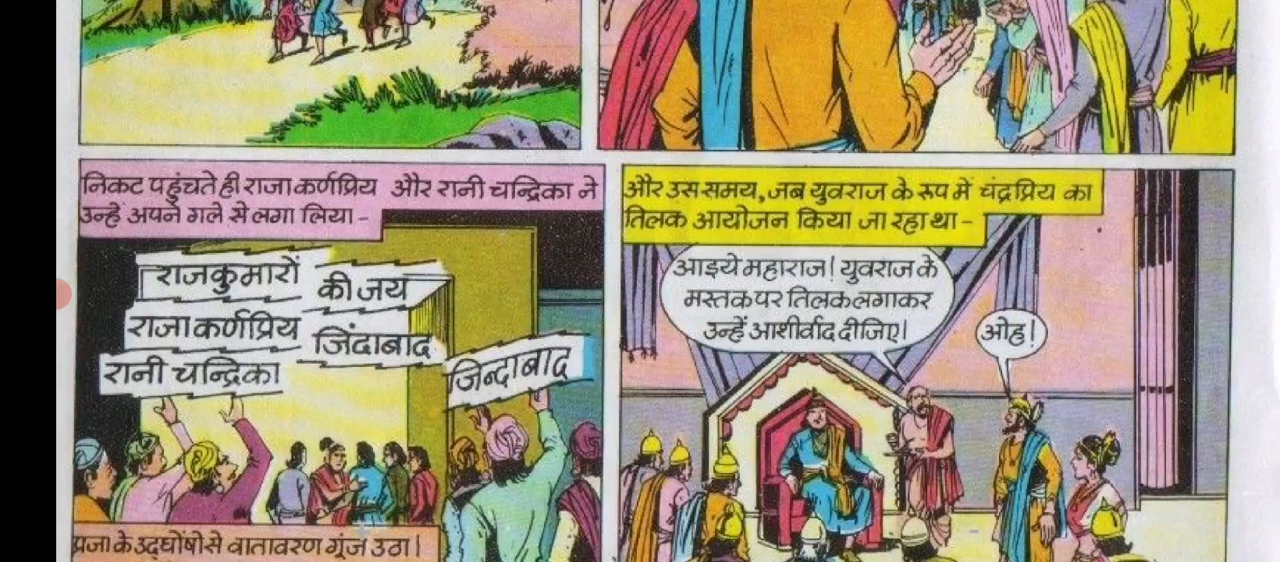 निकट पहुंचते ही राजा कर्णप्रिय और रानी चन्द्रिका ने
उन्हें अपने गले से लगा लिया -
राजकुमारों की जय
राजा कर्णप्रिय जिंदाबाद
रानी चन्द्रिका जिन्दाबाद
प्रजा के उद्घोषों से वातावरण गूंज उठा।
और उस समय, जब युवराज के रूप में चंद्रप्रिय का
तिलक आयोजन किया जा रहा था -
आइये महाराज! युवराज के
मस्तक पर तिलक लगाकर
उन्हें आशीर्वाद दीजिए।
ओह!